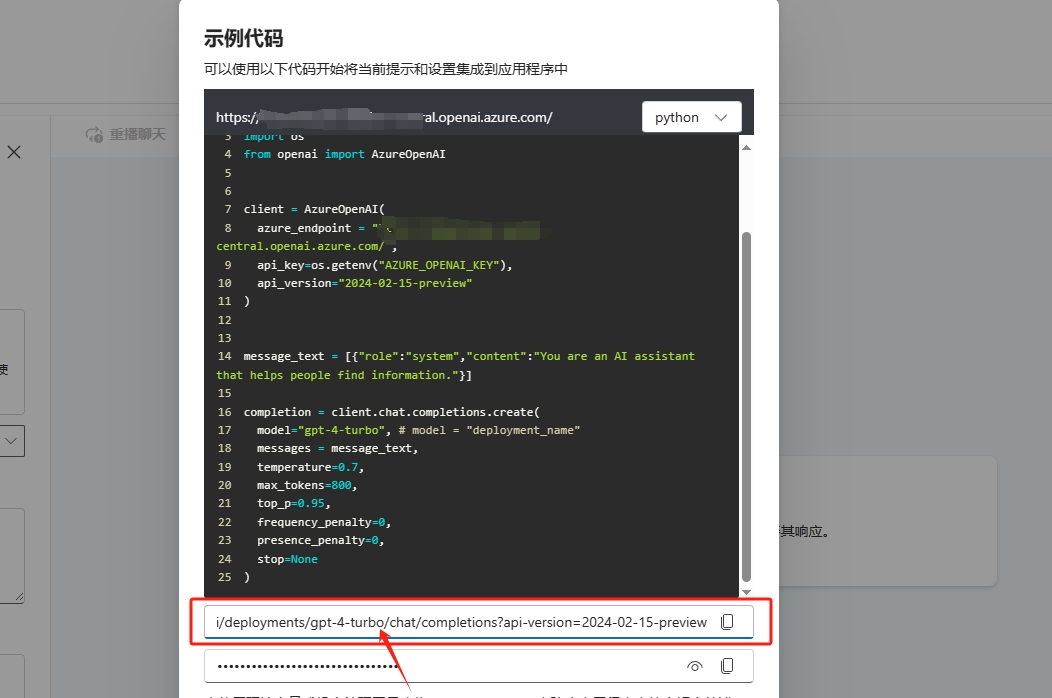 示例代码
可以使用以下代码开始将当前提示和设置集成到应用程序中
https:/ ral.openai.azure.com/
python
重播聊天
3 import os
4 from openai import AzureOpenAI
5
6
7 client = AzureOpenAI(
8 azure_endpoint = "
central.openai.azure.com/ ,
9 api_key=os.getenv("AZURE_OPENAI_KEY"),
10 api_version="2024-02-15-preview"
11 )
12
13
14 message_text = [{"role":"system","content":"You are an AI assistant
that helps people find information."}]
15
16 completion = client.chat.completions.create(
17 model="gpt-4-turbo", # model = "deployment_name"
18 messages = message_text,
19 temperature=0.7,
20 max_tokens=800,
21 top_p=0.95,
22 frequency_penalty=0,
23 presence_penalty=0,
24 stop=None
25 )
使
其响应。
i/deployments/gpt-4-turbo/chat/completions?api-version=2024-02-15-preview